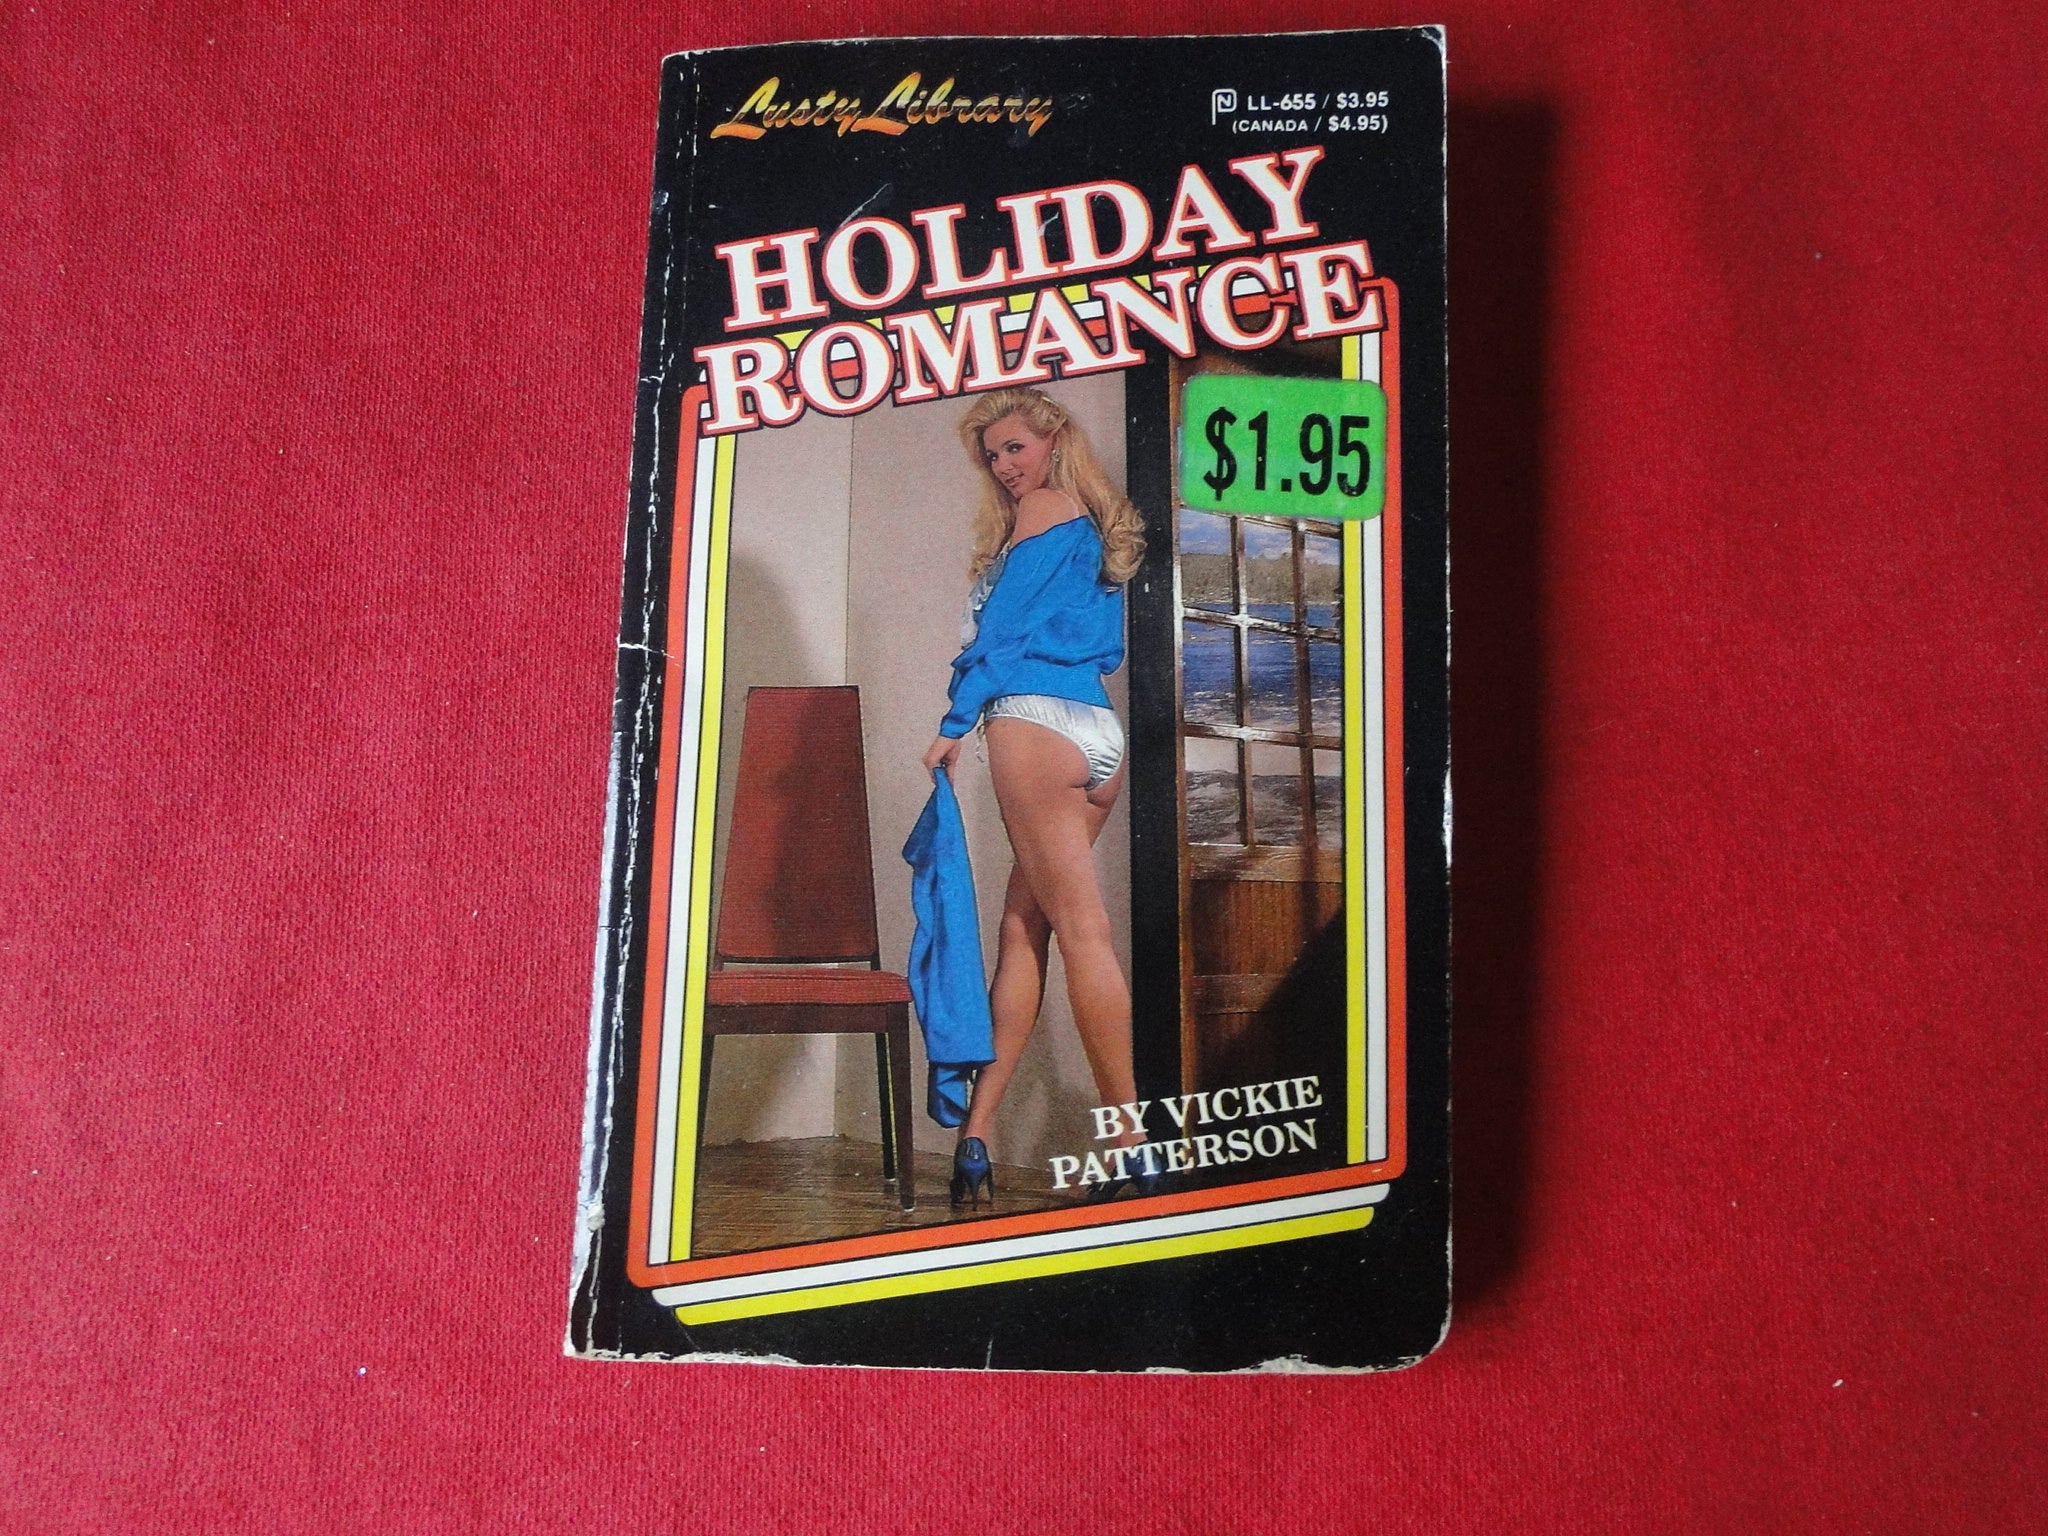 Lusty Library
N LL-655 / $3.95
(CANADA / $4.95)
HOLIDAY
ROMANCE
$1.95
BY VICKIE
PATTERSON